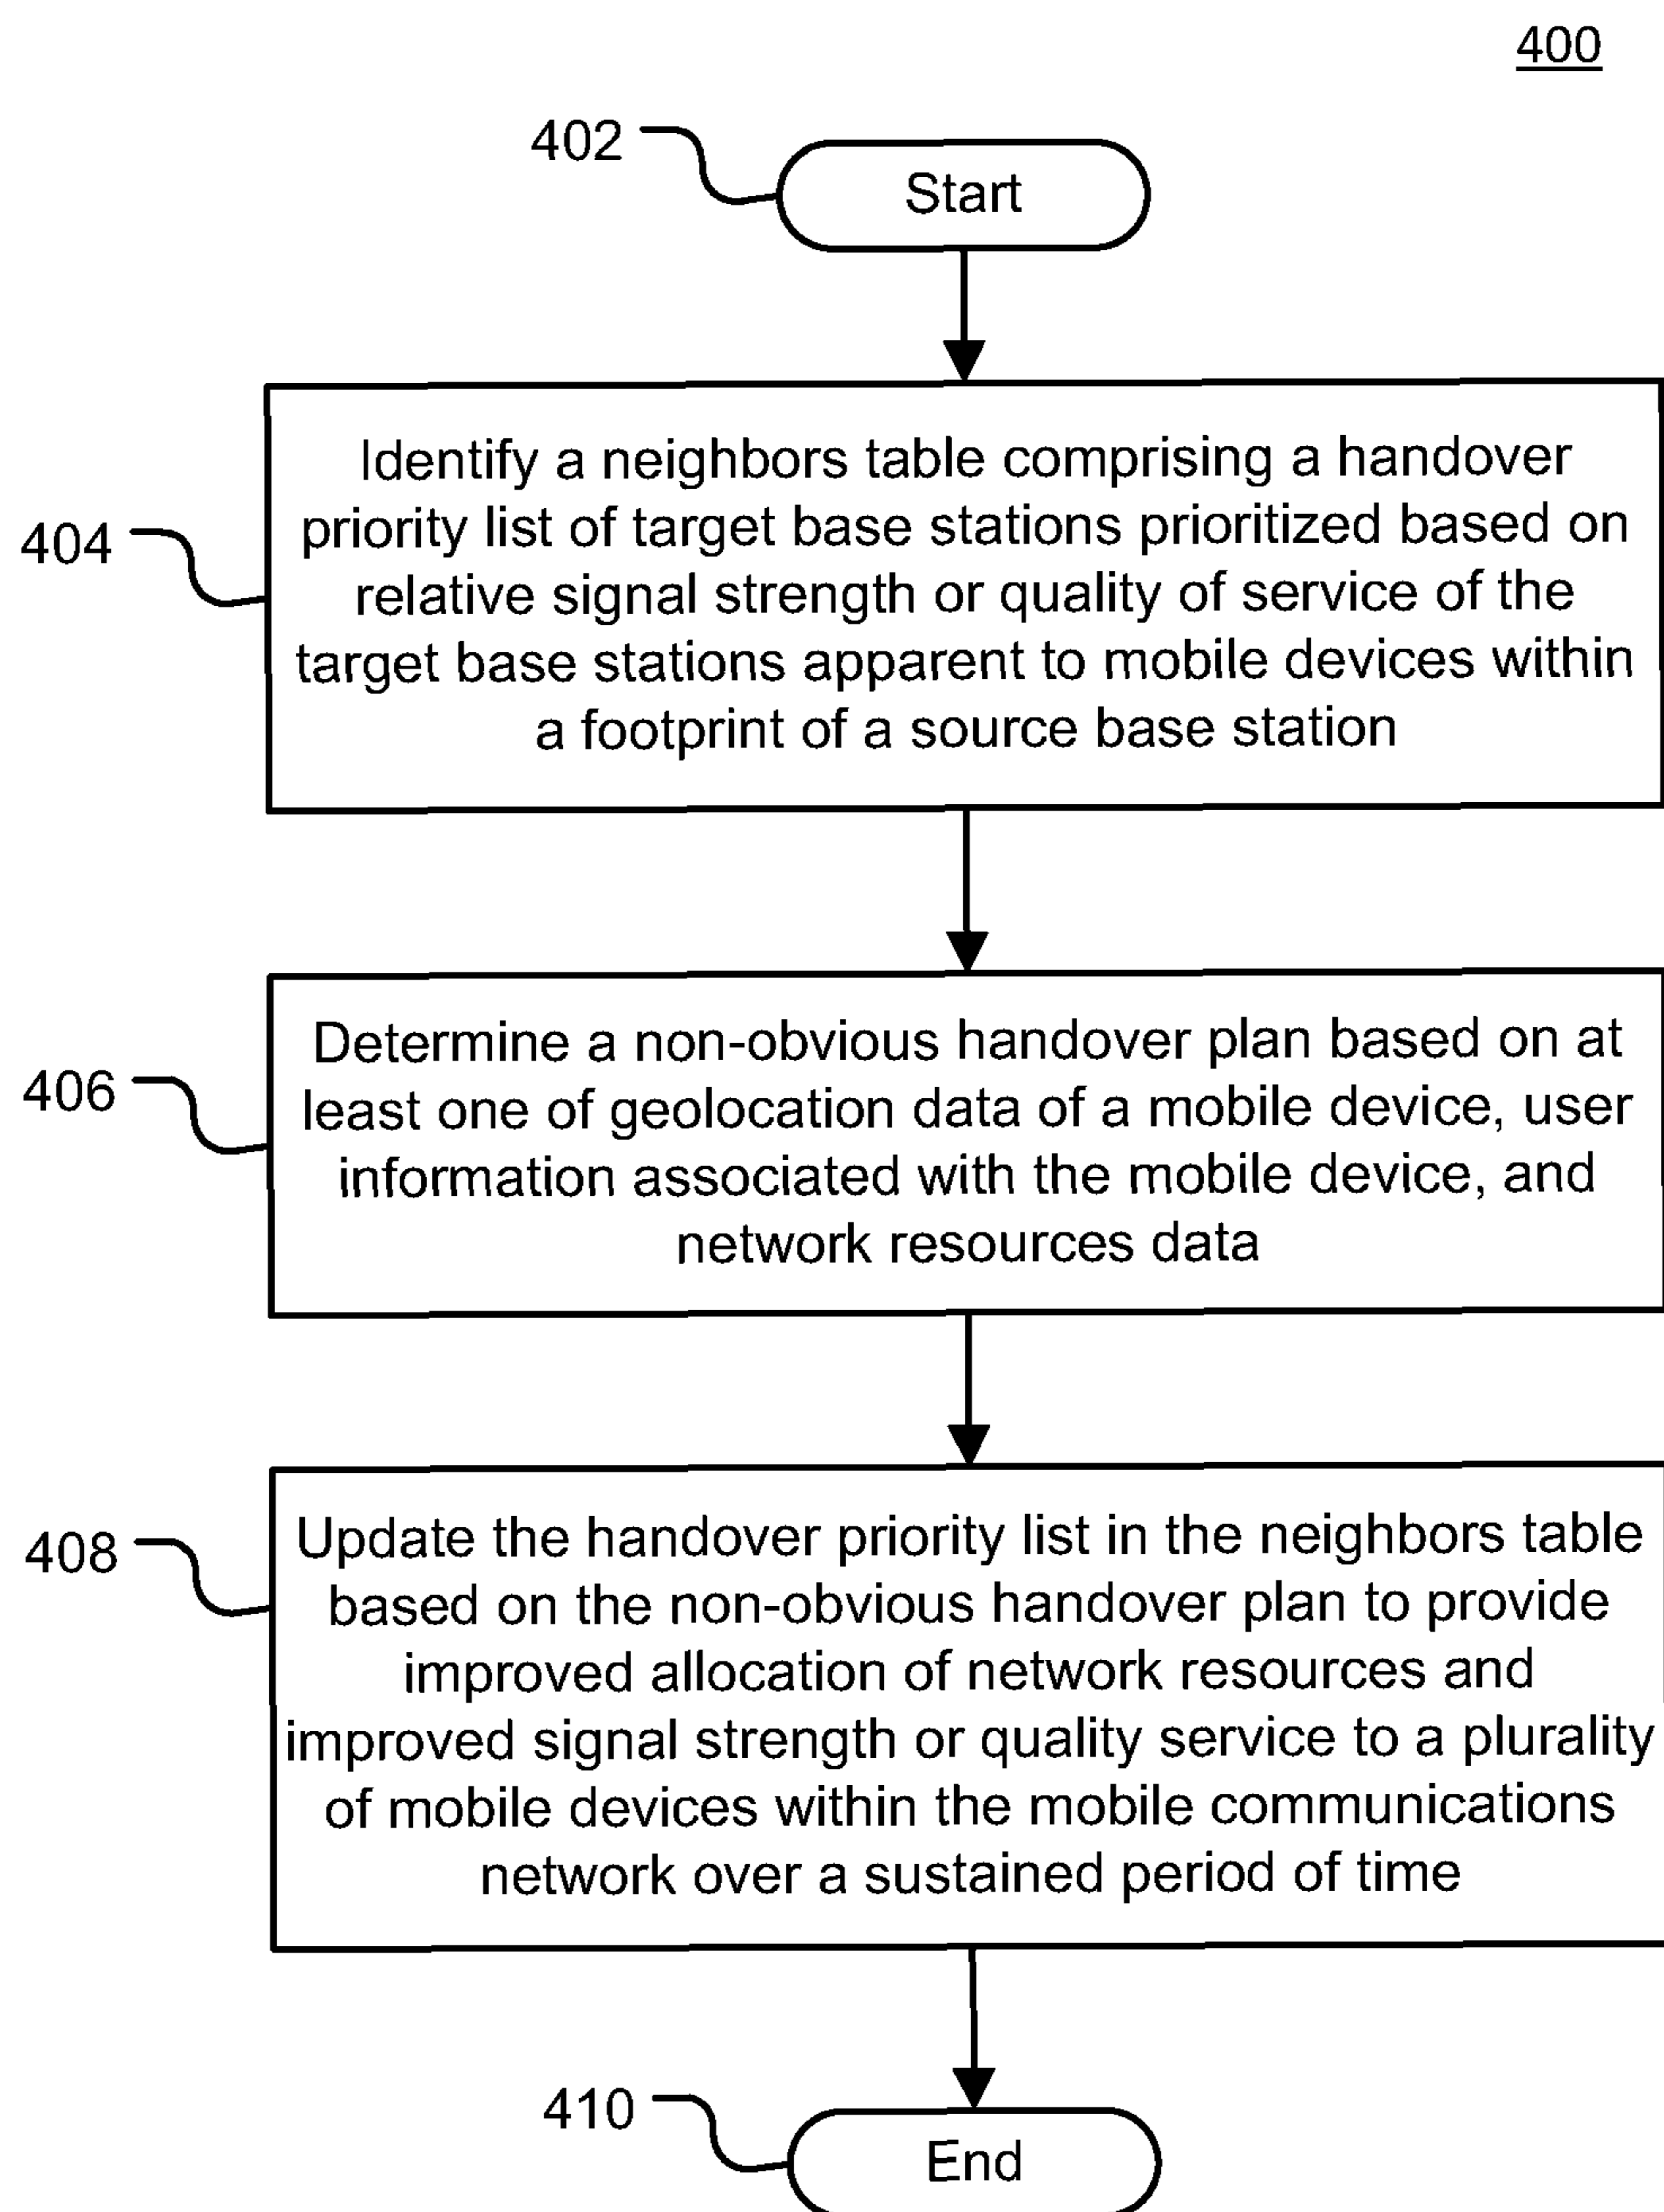 400
402
Start
404
Identify a neighbors table comprising a handover
priority list of target base stations prioritized based on
relative signal strength or quality of service of the
target base stations apparent to mobile devices within
a footprint of a source base station
406
Determine a non-obvious handover plan based on at
least one of geolocation data of a mobile device, user
information associated with the mobile device, and
network resources data
408
Update the handover priority list in the neighbors table
based on the non-obvious handover plan to provide
improved allocation of network resources and
improved signal strength or quality service to a plurality
of mobile devices within the mobile communications
network over a sustained period of time
410
End